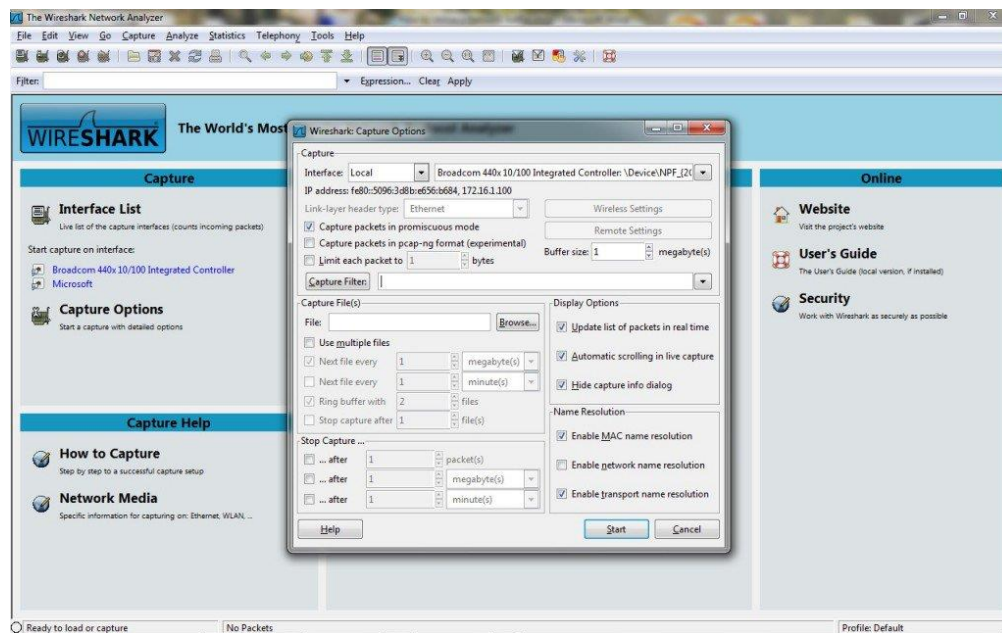 The Wireshark Network Analyzer
File Edit View Go Capture Analyze Statistics Telephony Tools Help
Filter: Expression... Clear Apply
WIRESHARK
The World's Most
Capture
Interface List
Live list of the capture interfaces (counts incoming packets)
Start capture on interface:
Broadcom 440x 10/100 Integrated Controller
Microsoft
Capture Options
Start a capture with detailed options
Capture Help
How to Capture
Step by step to a successful capture setup
Network Media
Specific information for capturing on: Ethernet, WLAN, ...
Wireshark: Capture Options
Capture
Interface: Local Broadcom 440x 10/100 Integrated Controller: \Device\NPF_{2(
IP address: fe80::5096:3d8b:e656:b684, 172.16.1.100
Link-layer header type: Ethernet Wireless Settings
Capture packets in promiscuous mode Remote Settings
Capture packets in pcap-ng format (experimental)
Limit each packet to 1 bytes Buffer size: 1 megabyte(s)
Capture Filter:
Capture File(s)
File: Browse...
Use multiple files
Next file every 1 megabyte(s)
Next file every 1 minute(s)
Ring buffer with 2 files
Stop capture after 1 file(s)
Stop Capture ...
... after 1 packet(s)
... after 1 megabyte(s)
... after 1 minute(s)
Display Options
Update list of packets in real time
Automatic scrolling in live capture
Hide capture info dialog
Name Resolution
Enable MAC name resolution
Enable network name resolution
Enable transport name resolution
Help Start Cancel
Online
Website
Visit the project's website
User's Guide
The User's Guide (local version, if installed)
Security
Work with Wireshark as securely as possible
Ready to load or capture No Packets Profile: Default